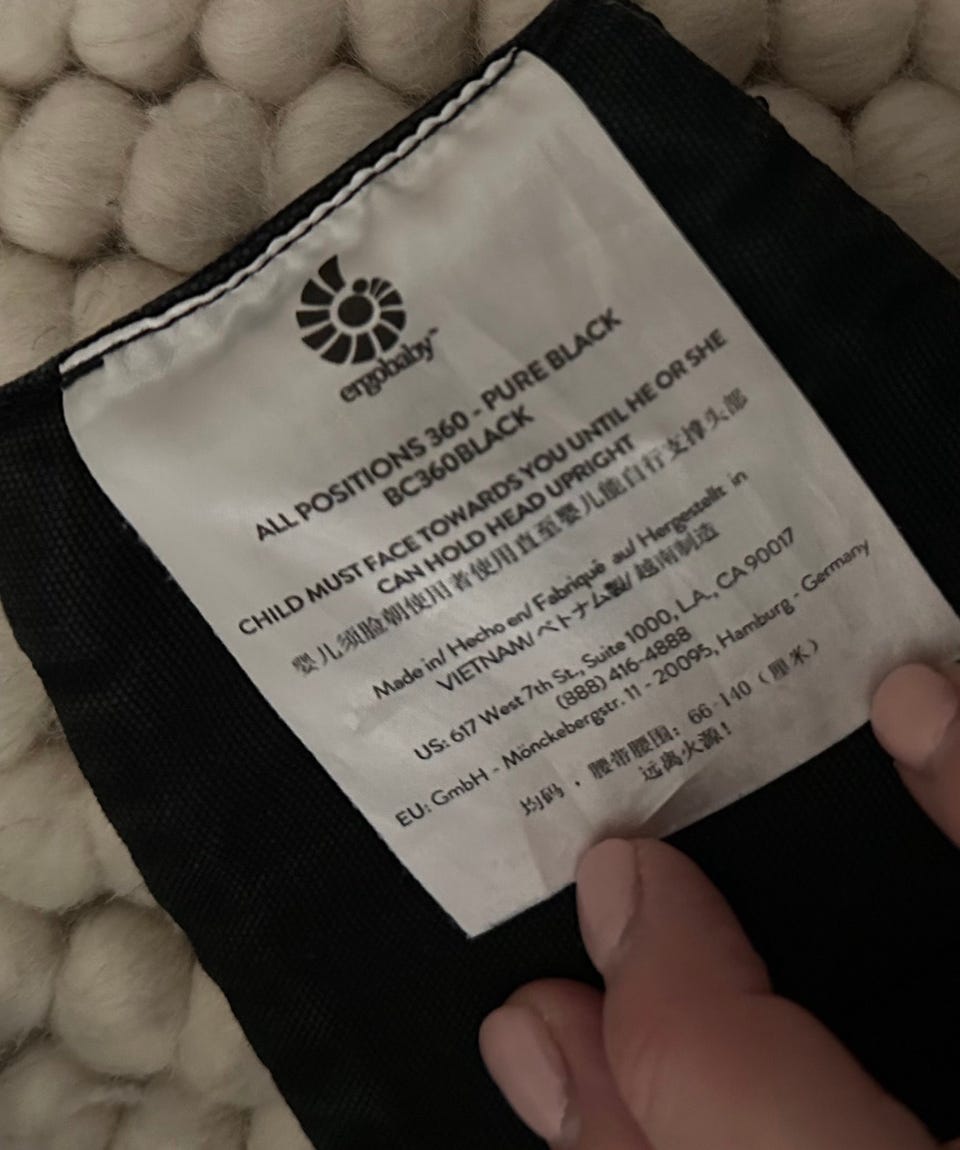 ergobaby™
ALL POSITIONS 360 - PURE BLACK
BC360BLACK
CHILD MUST FACE TOWARDS YOU UNTIL HE OR SHE
CAN HOLD HEAD UPRIGHT
婴儿须脸朝使用者使用直至婴儿能自行支撑头部
Made in/ Hecho en/ Fabriqué au/ Hergestellt in
VIETNAM/ ベトナム製/ 越南制造
US: 617 West 7th St., Suite 1000, L.A., CA 90017
(888) 416-4888
EU: GmbH - Mönckebergstr. 11 - 20095, Hamburg - Germany
均码，腰带腰围：66-140（厘米）
远离火源！